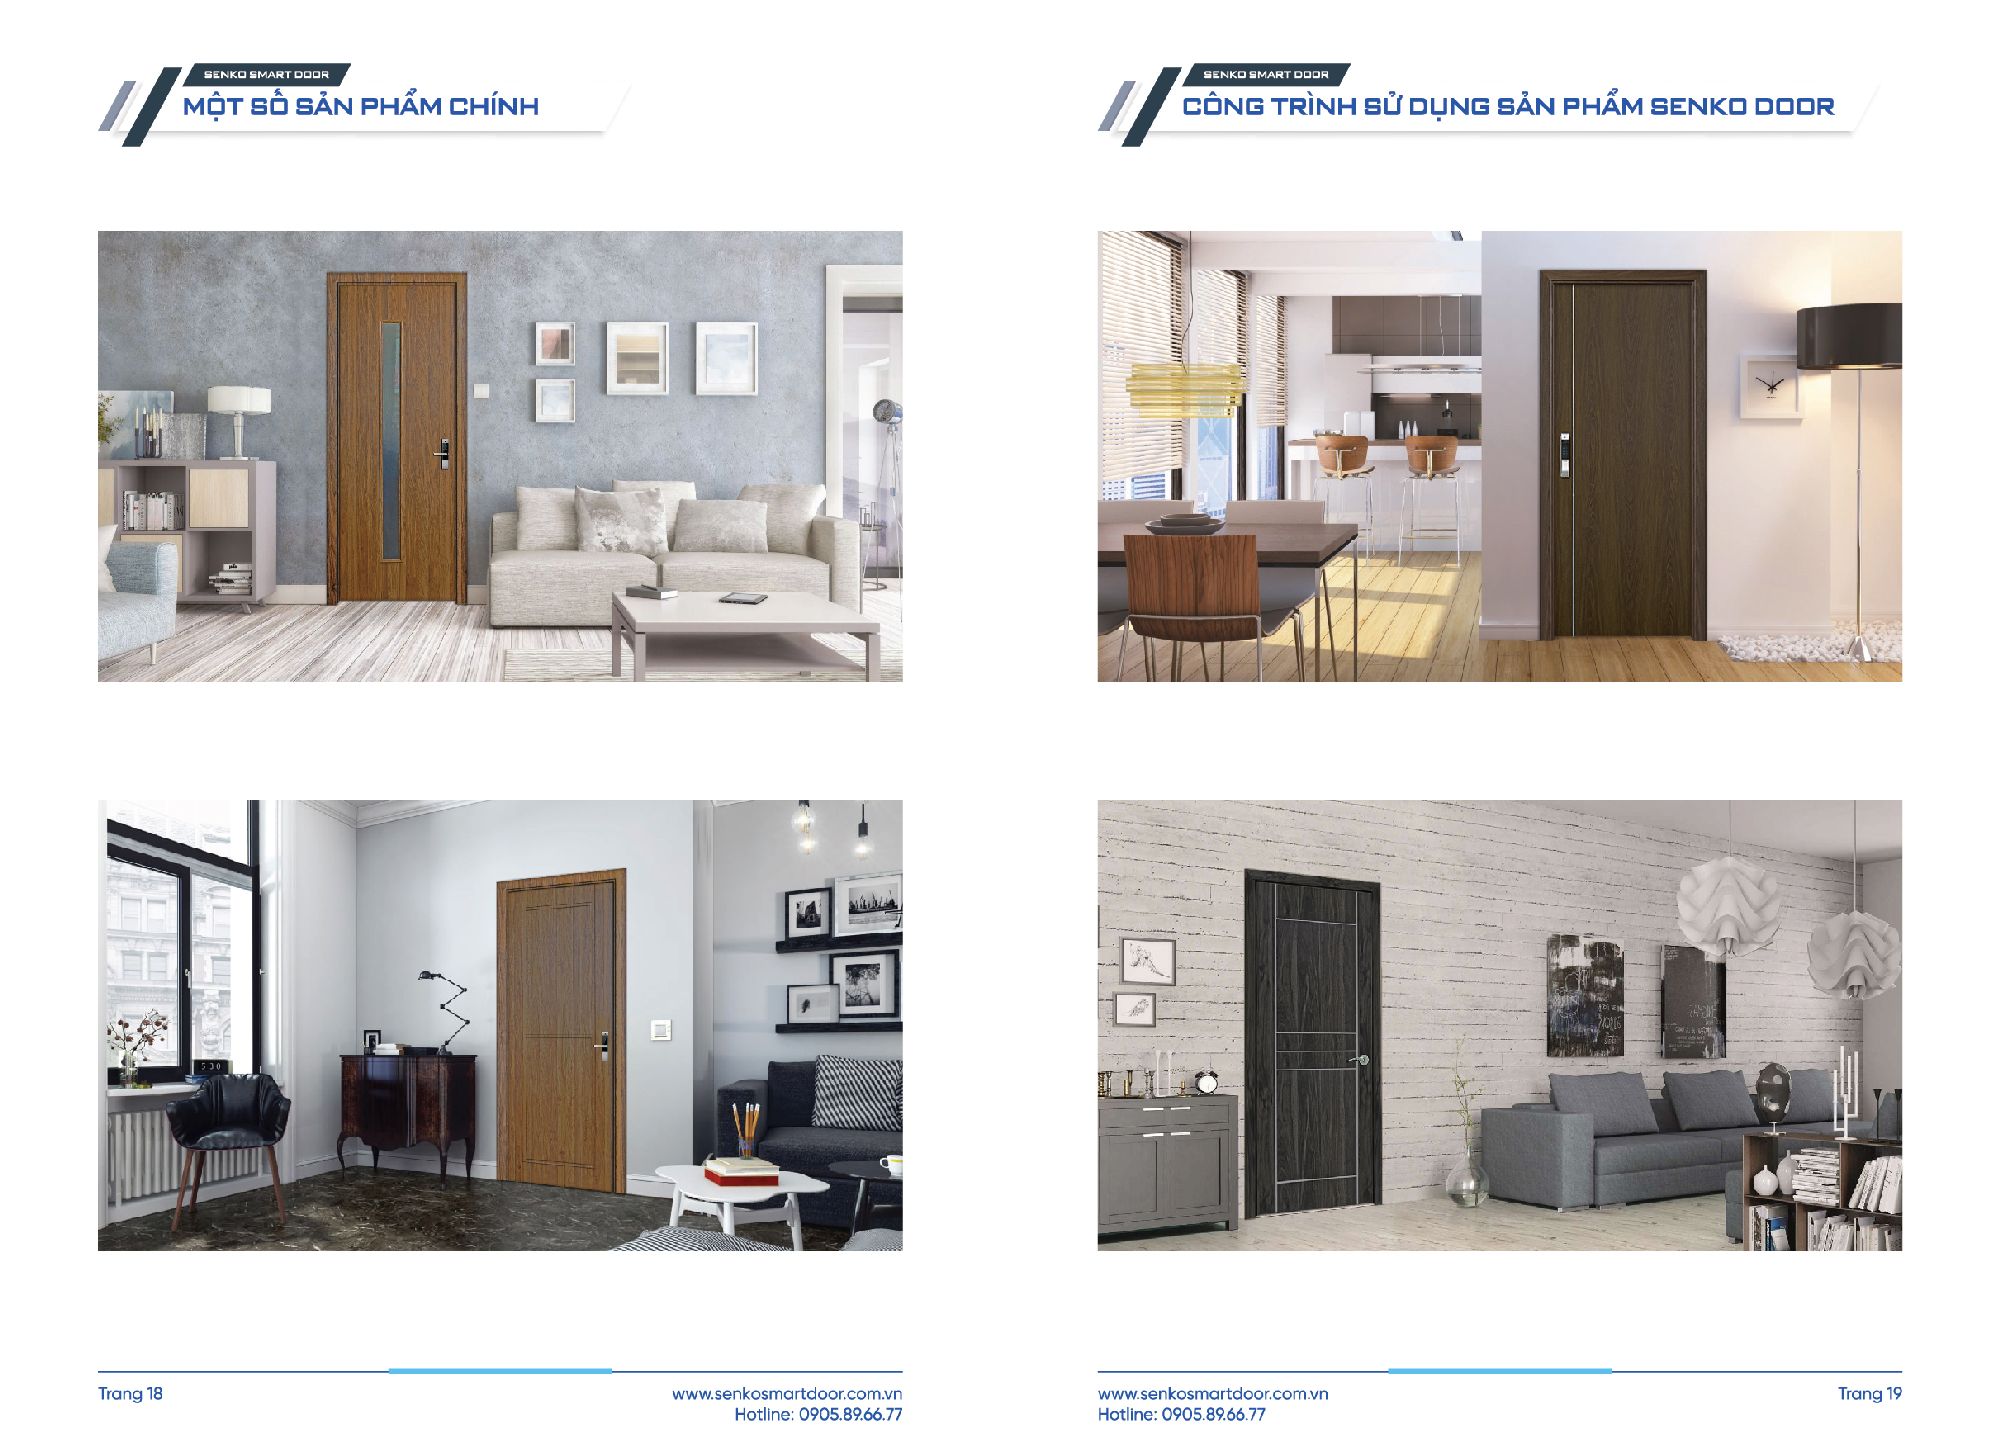 SENKO SMART DOOR
MỘT SỐ SẢN PHẨM CHÍNH
Trang 18
www.senkosmartdoor.com.vn
Hotline: 0905.89.66.77
SENKO SMART DOOR
CÔNG TRÌNH SỬ DỤNG SẢN PHẨM SENKO DOOR
www.senkosmartdoor.com.vn
Hotline: 0905.89.66.77
Trang 19